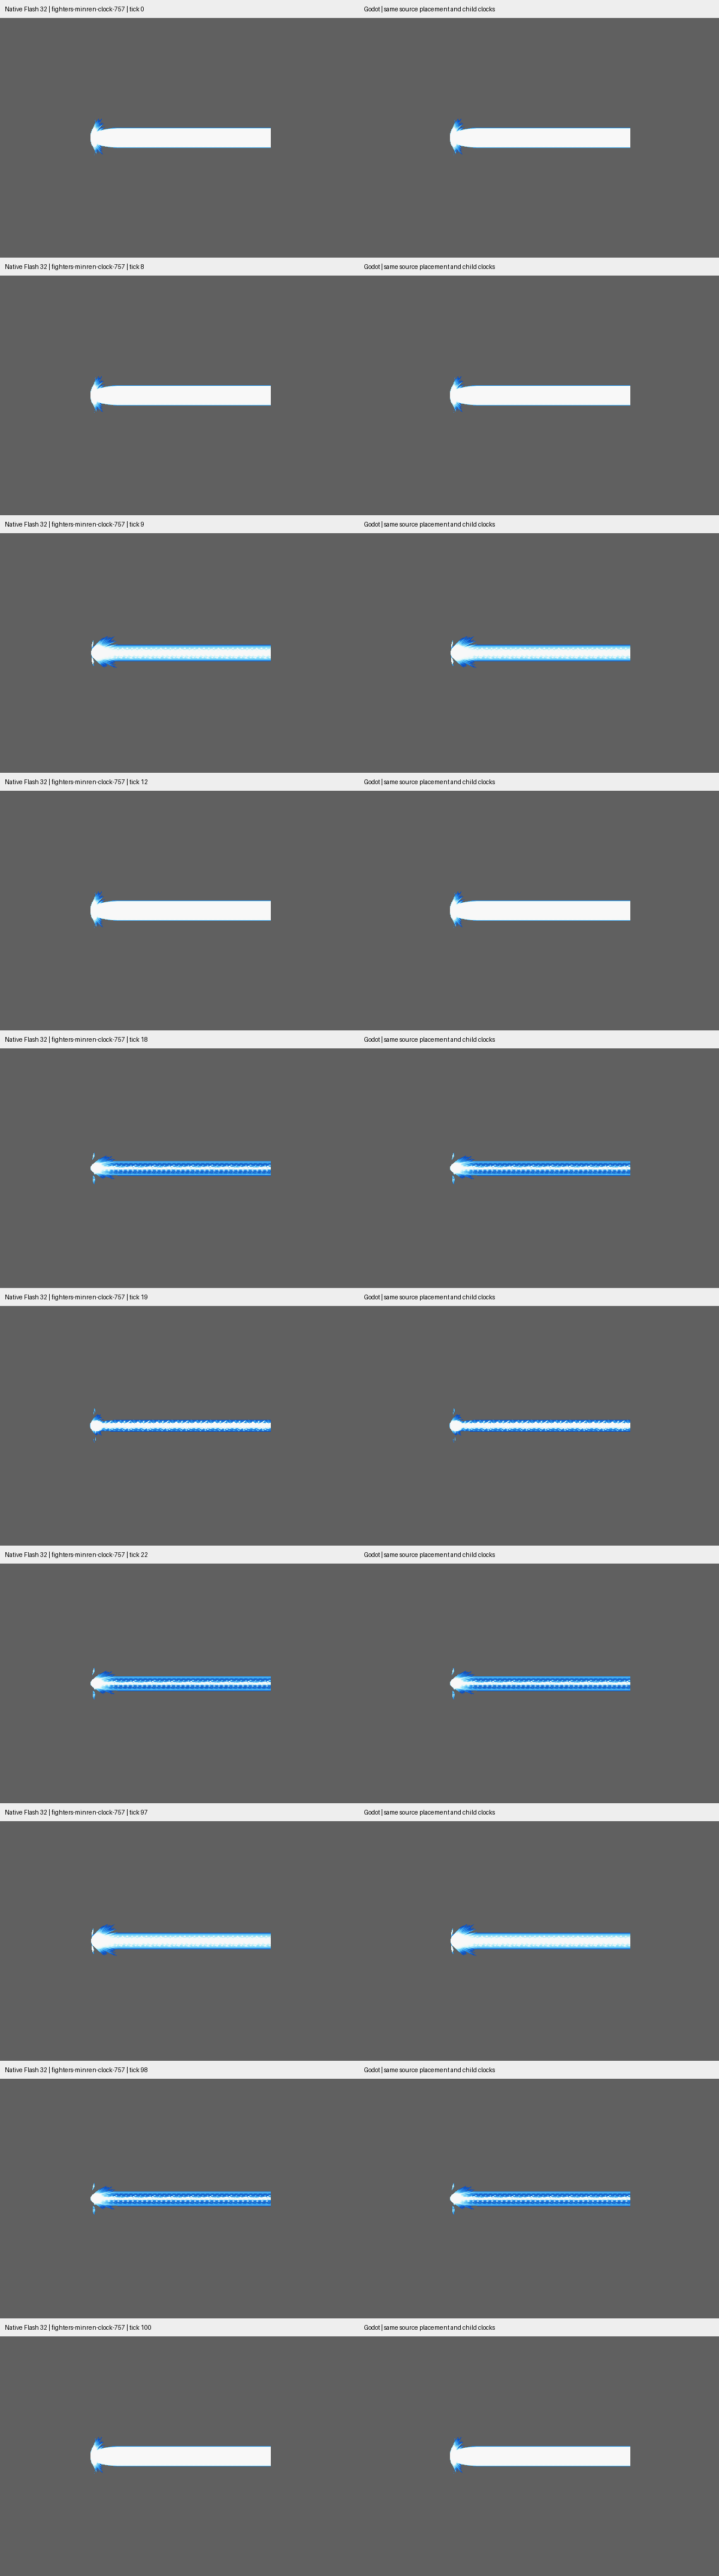 Native Flash 32 | fighters-minren-clock-757 | tick 0
Godot | same source placement and child clocks
Native Flash 32 | fighters-minren-clock-757 | tick 8
Godot | same source placement and child clocks
Native Flash 32 | fighters-minren-clock-757 | tick 9
Godot | same source placement and child clocks
Native Flash 32 | fighters-minren-clock-757 | tick 12
Godot | same source placement and child clocks
Native Flash 32 | fighters-minren-clock-757 | tick 18
Godot | same source placement and child clocks
Native Flash 32 | fighters-minren-clock-757 | tick 19
Godot | same source placement and child clocks
Native Flash 32 | fighters-minren-clock-757 | tick 22
Godot | same source placement and child clocks
Native Flash 32 | fighters-minren-clock-757 | tick 97
Godot | same source placement and child clocks
Native Flash 32 | fighters-minren-clock-757 | tick 98
Godot | same source placement and child clocks
Native Flash 32 | fighters-minren-clock-757 | tick 100
Godot | same source placement and child clocks